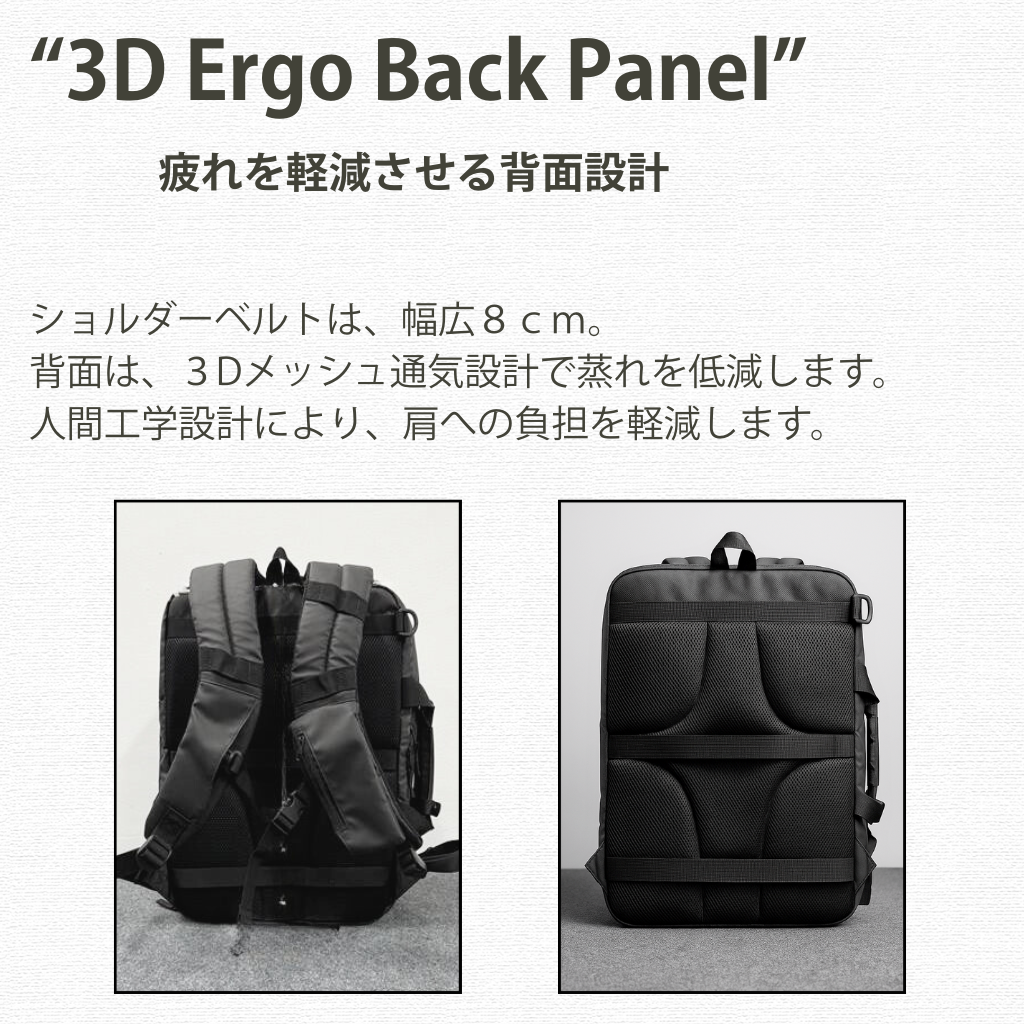 “3D Ergo Back Panel”
疲れを軽減させる背面設計
ショルダーベルトは、幅広８ｃｍ。
背面は、３Dメッシュ通気設計で蒸れを低減します。
人間工学設計により、肩への負担を軽減します。